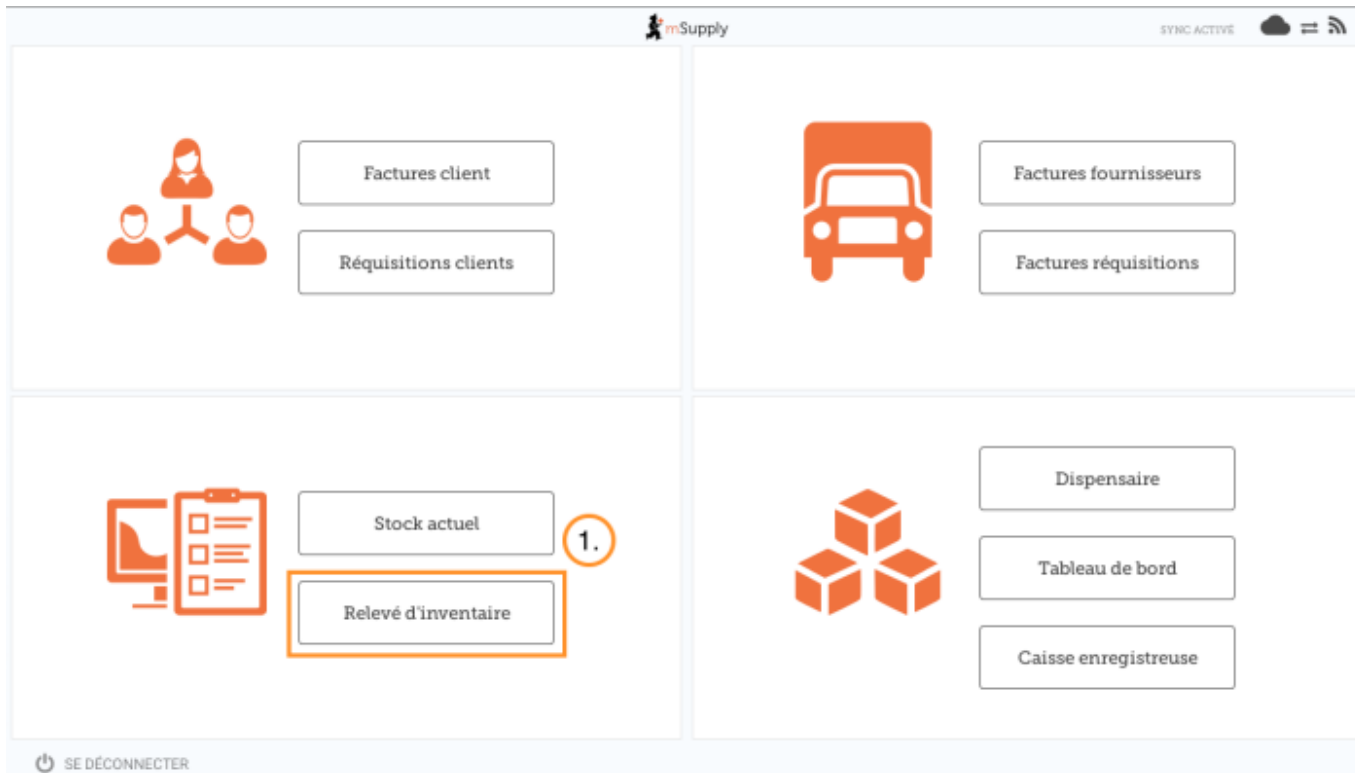 mSupply
SYNC ACTIVÉ
Factures client
Réquisitions clients
Factures fournisseurs
Factures réquisitions
Stock actuel
1.
Relevé d'inventaire
Dispensaire
Tableau de bord
Caisse enregistreuse
SE DÉCONNECTER